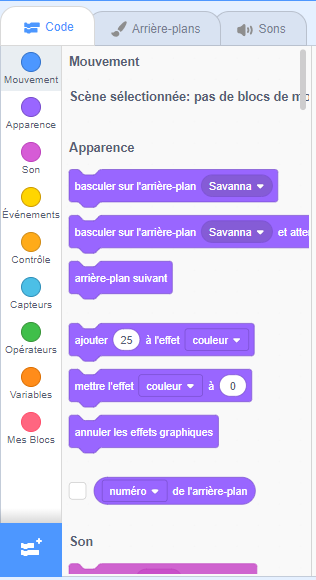 Code Arrière-plans Sons
Mouvement
Apparence
Son
Événements
Contrôle
Capteurs
Opérateurs
Variables
Mes Blocs
Mouvement
Scène sélectionnée: pas de blocs de
Apparence
basculer sur l'arrière-plan Savanna
basculer sur l'arrière-plan Savanna et
arrière-plan suivant
ajouter 25 à l'effet couleur
mettre l'effet couleur à 0
annuler les effets graphiques
numéro de l'arrière-plan
Son